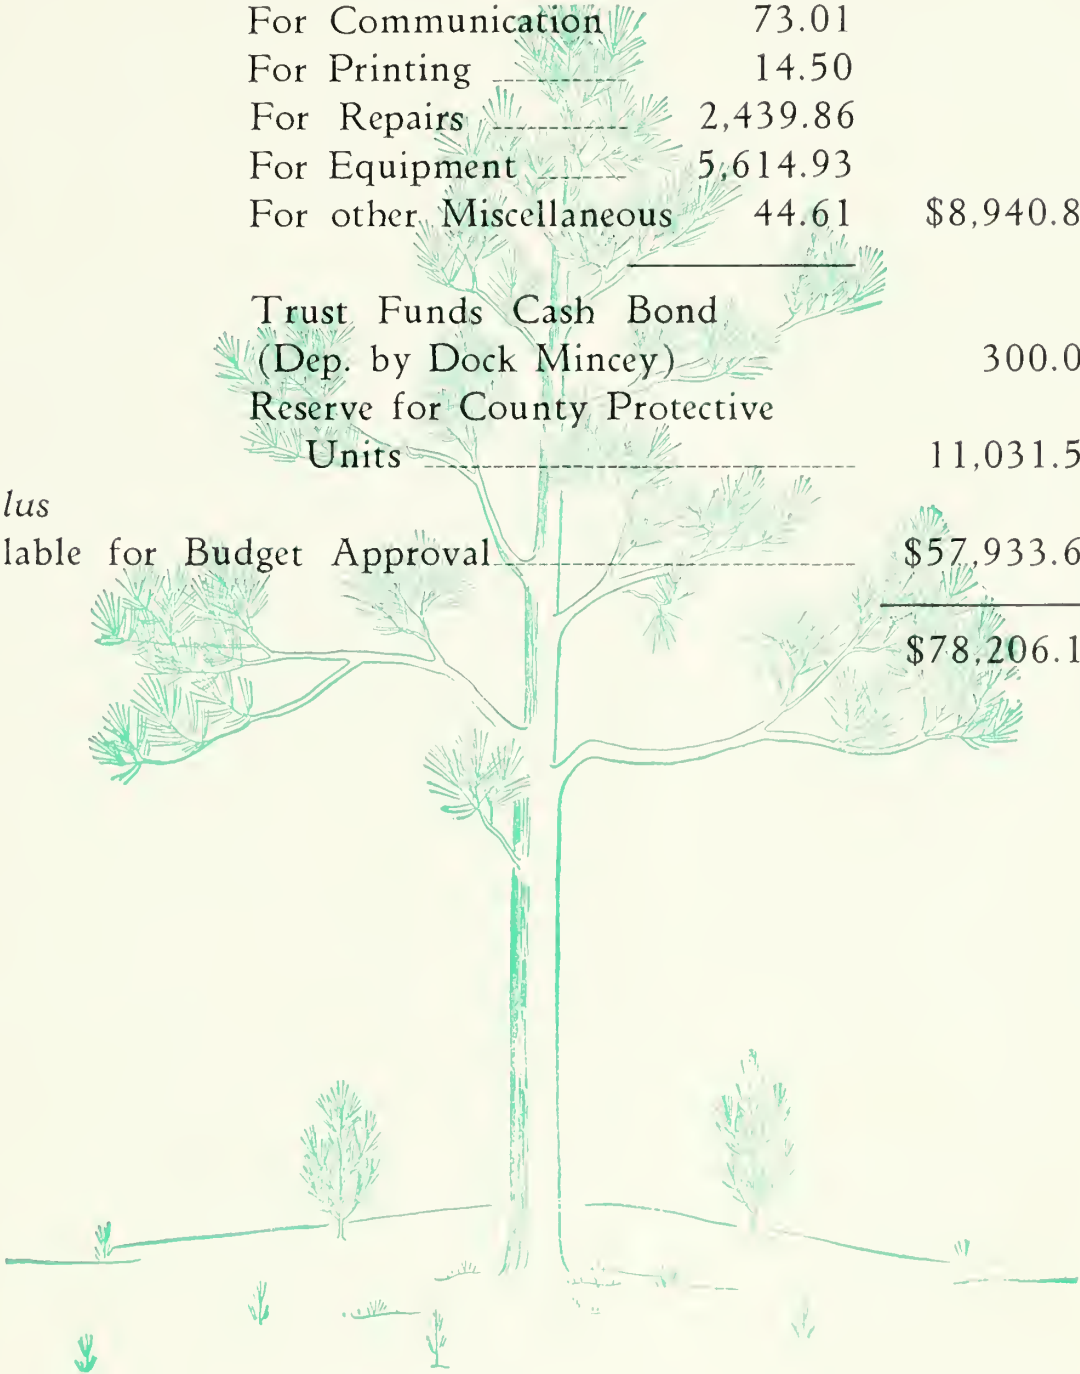 For Communication 73.01
For Printing 14.50
For Repairs 2,439.86
For Equipment 5,614.93
For other Miscellaneous 44.61 $8,940.8
Trust Funds Cash Bond
(Dep. by Dock Mincey) 300.0
Reserve for County Protective
Units 11,031.5
lus
lable for Budget Approval $57,933.6
$78,206.1